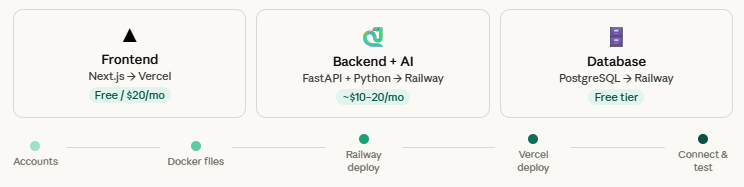 Frontend
Next.js → Vercel
Free / $20/mo
Backend + AI
FastAPI + Python → Railway
~$10–20/mo
Database
PostgreSQL → Railway
Free tier
Accounts
Docker files
Railway
deploy
Vercel
deploy
Connect &
test